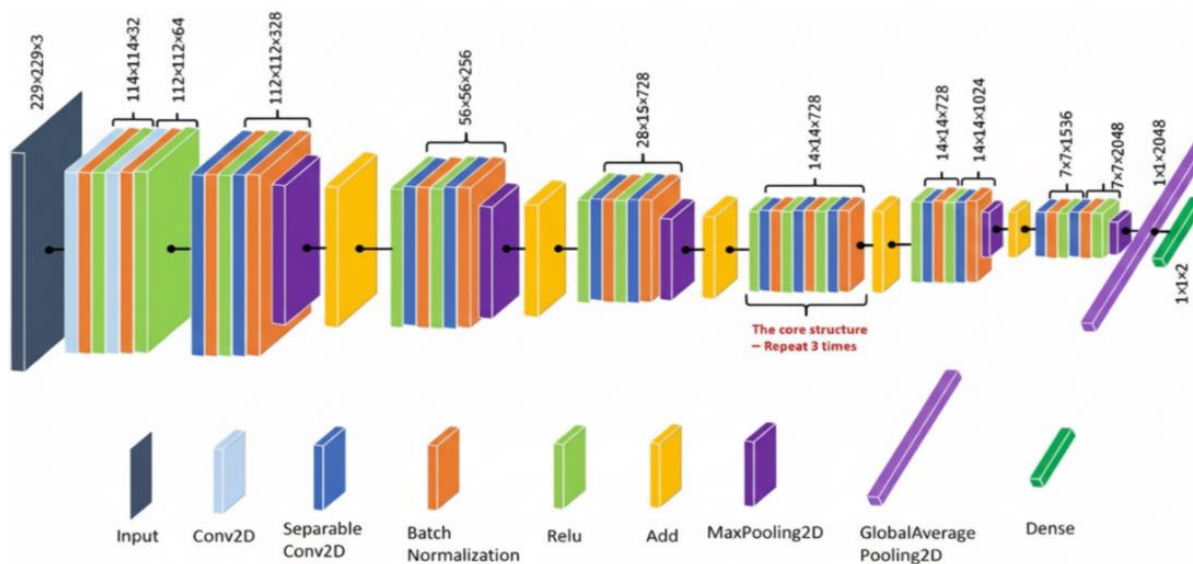 229×229×3
114×114×32
112×112×64
112×112×328
56×56×256
28×15×728
14×14×728
14×14×728
14×14×1024
7×7×1536
7×7×2048
1×1×2048
1×1×2
The core structure
– Repeat 3 times
Input
Conv2D
Separable
Conv2D
Batch
Normalization
Relu
Add
MaxPooling2D
GlobalAverage
Pooling2D
Dense